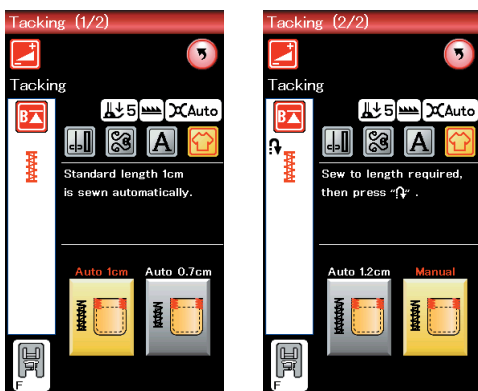 Tacking (1/2)
Tacking
B
5
Auto
A
Standard length 1cm
is sewn automatically.
Auto 1cm
Auto 0.7cm
F
Tacking (2/2)
Tacking
B
5
Auto
A
Sew to length required,
then press “↷” .
Auto 1.2cm
Manual
F